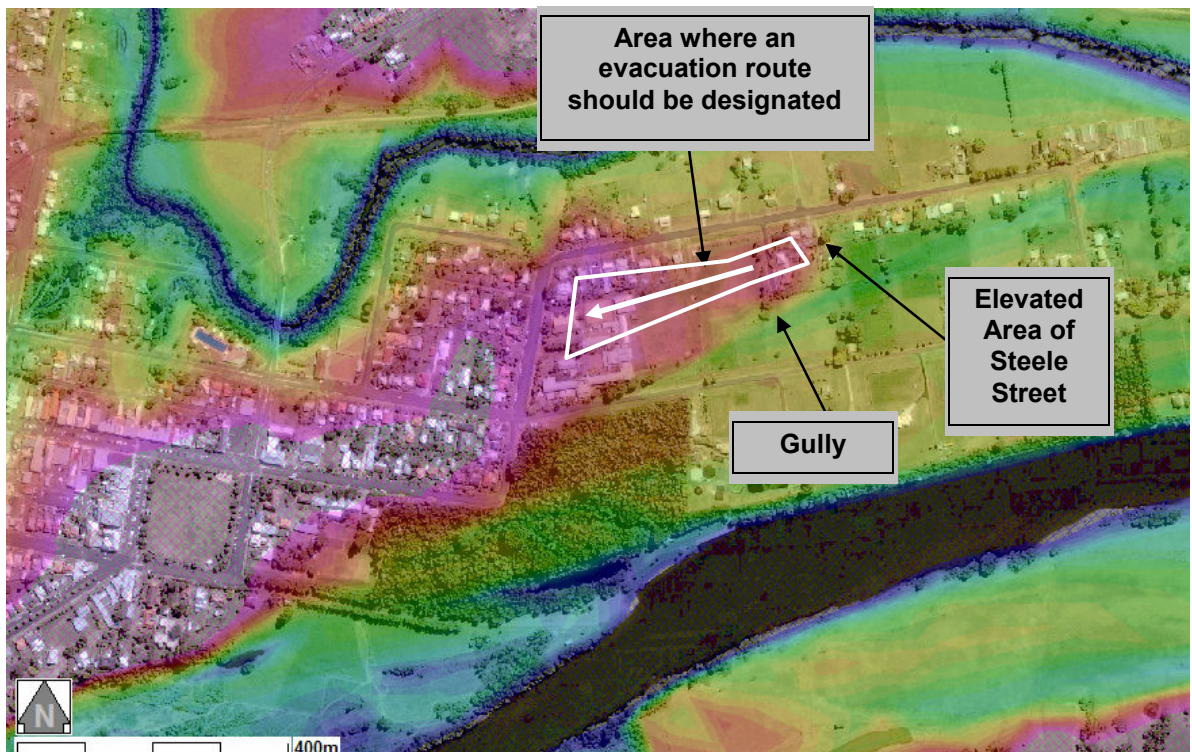 Area where an
evacuation route
should be designated
Elevated
Area of
Steele
Street
Gully
N
400m